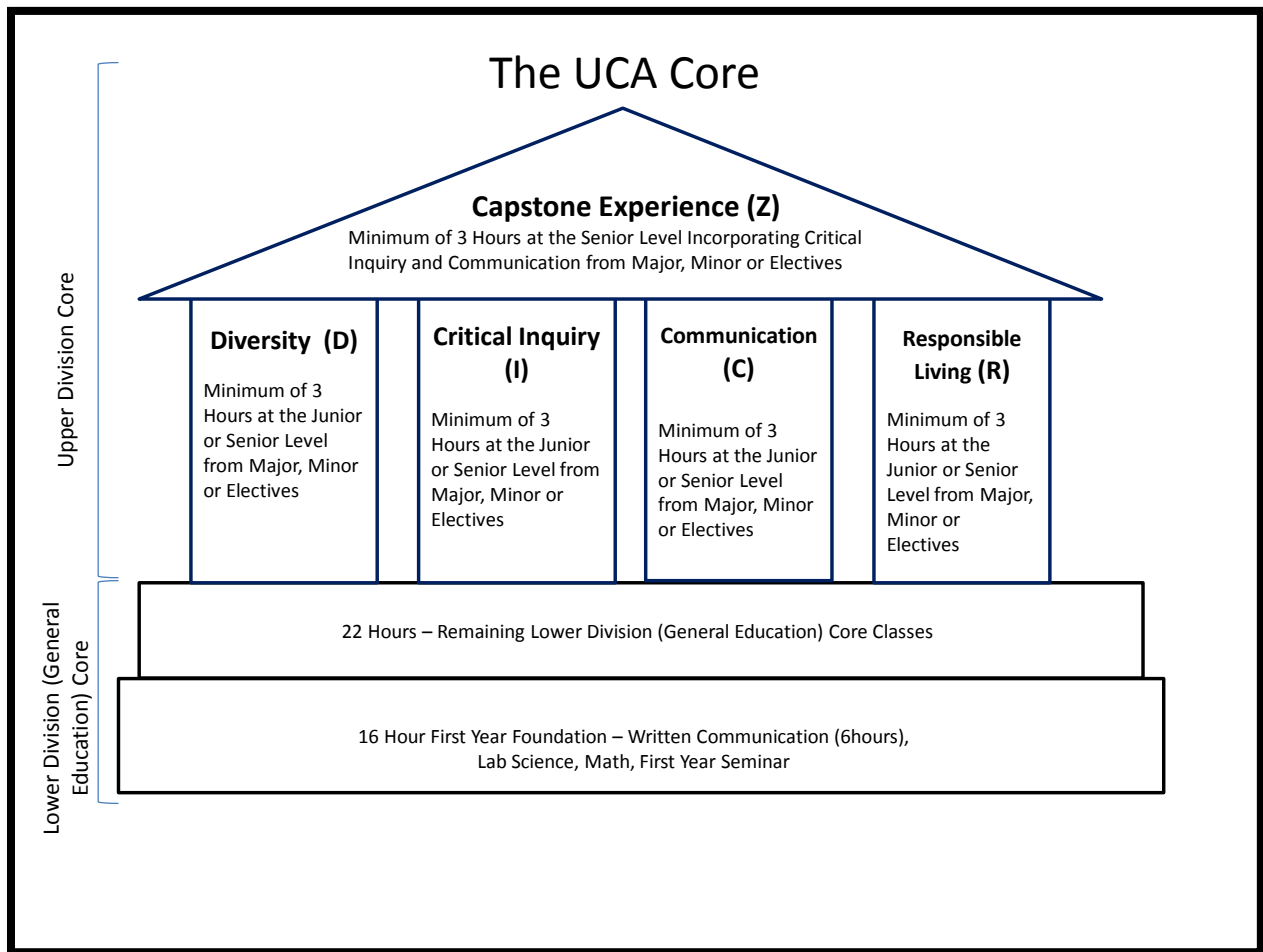 The UCA Core
Upper Division Core
Capstone Experience (Z)
Minimum of 3 Hours at the Senior Level Incorporating Critical
Inquiry and Communication from Major, Minor or Electives
Diversity (D)
Minimum of 3
Hours at the Junior
or Senior Level
from Major, Minor
or Electives
Critical Inquiry
(I)
Minimum of 3
Hours at the Junior
or Senior Level from
Major, Minor or
Electives
Communication
(C)
Minimum of 3
Hours at the Junior
or Senior Level
from Major, Minor
or Electives
Responsible
Living (R)
Minimum of 3
Hours at the
Junior or Senior
Level from Major,
Minor or
Electives
Lower Division (General
Education) Core
22 Hours – Remaining Lower Division (General Education) Core Classes
16 Hour First Year Foundation – Written Communication (6hours),
Lab Science, Math, First Year Seminar